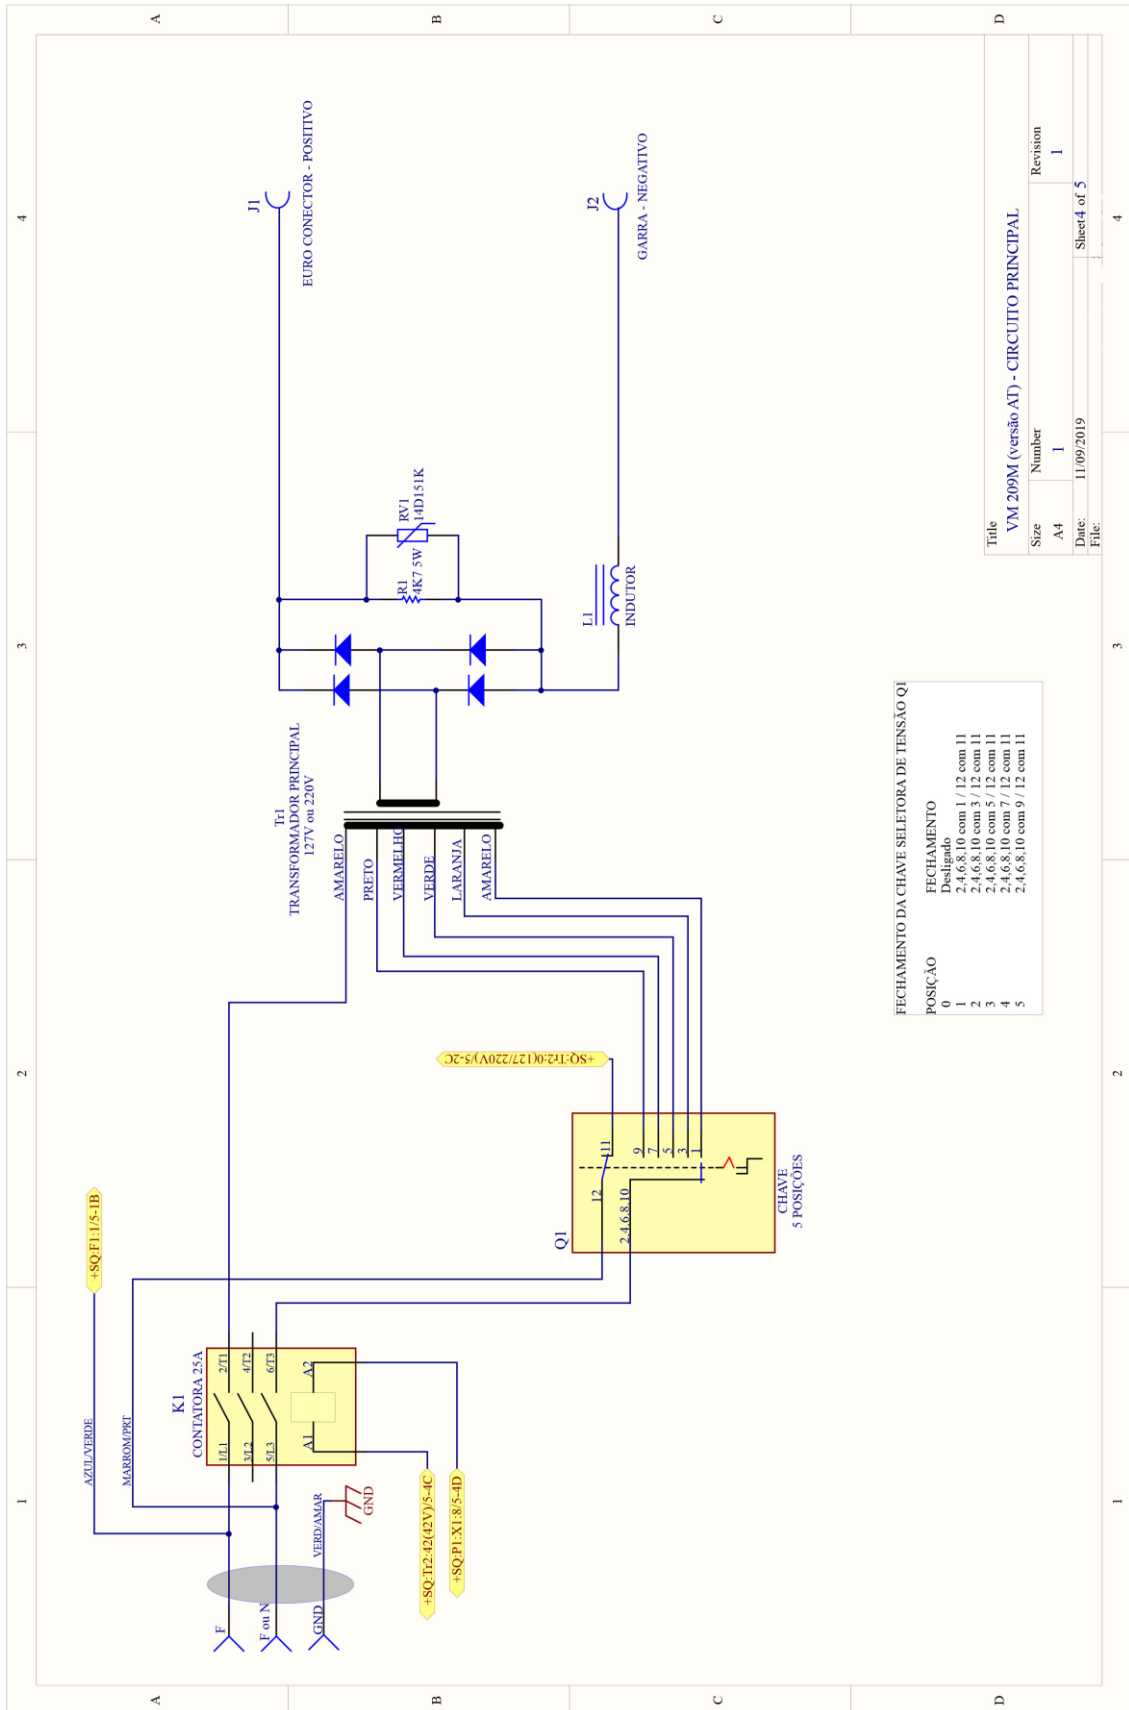 A
B
C
D
4
J1
EURO CONECTOR - POSITIVO
J2
GARRA - NEGATIVO
4
3
R1
4K7 5W
RV1
14D151K
L1
INDUTOR
3
Tr1
TRANSFORMADOR PRINCIPAL
127V ou 220V
AMARELO
PRETO
VERMELHO
VERDE
LARANJA
AMARELO
2
+SQ:Tr2:0(127/220V)/5-2C
Q1
12
11
2,4,6,8,10
9
7
5
3
1
CHAVE
5 POSIÇÕES
2
FECHAMENTO DA CHAVE SELETORA DE TENSÃO Q1
POSIÇÃO FECHAMENTO
0 Desligado
1 2,4,6,8,10 com 1 / 12 com 11
2 2,4,6,8,10 com 3 / 12 com 11
3 2,4,6,8,10 com 5 / 12 com 11
4 2,4,6,8,10 com 7 / 12 com 11
5 2,4,6,8,10 com 9 / 12 com 11
1
+SQ:F1:1/5-1B
AZUL/VERDE
MARROM/PRT
K1
CONTATORA 25A
1/L1 2/T1
3/L2 4/T2
5/L3 6/T3
A1 A2
F
F ou N
GND
VERD/AMAR
GND
+SQ:Tr2:42(42V)/5-4C
+SQ:P1:X1:8/5-4D
1
Title
VM 209M (versão AT) - CIRCUITO PRINCIPAL
Size Number Revision
A4 1 1
Date: 11/09/2019 Sheet4 of 5
File:
A
B
C
D